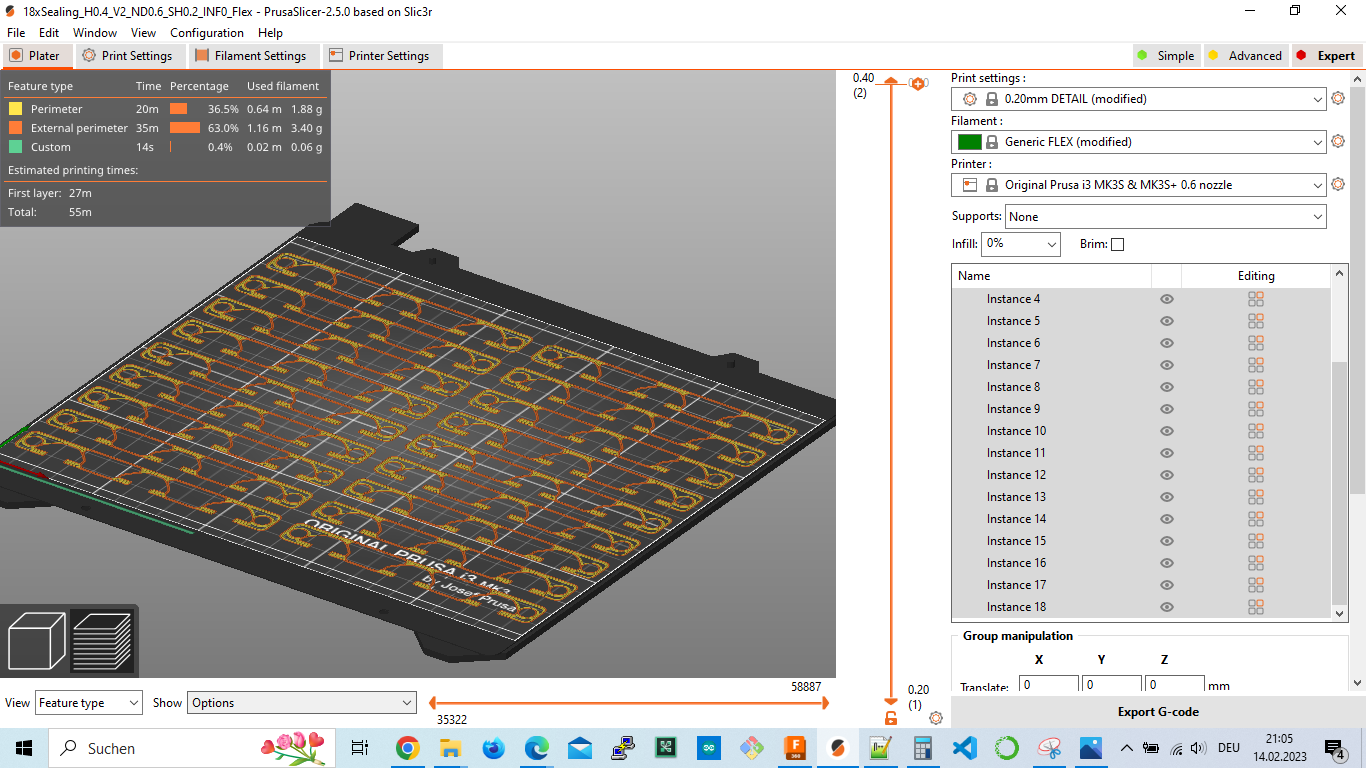 18xSealing_H0.4_V2_ND0.6_SH0.2_INF0_Flex - PrusaSlicer-2.5.0 based on Slic3r
File Edit Window View Configuration Help
Plater Print Settings Filament Settings Printer Settings Simple Advanced Expert
Feature type Time Percentage Used filament
Perimeter 20m 36.5% 0.64 m 1.88 g
External perimeter 35m 63.0% 1.16 m 3.40 g
Custom 14s 0.4% 0.02 m 0.06 g
Estimated printing times:
First layer: 27m
Total: 55m
ORIGINAL PRUSA i3 MK3
by Josef Prusa
0.40
(2)
0.20
(1)
View Feature type Show Options
58887
35322
Print settings :
0.20mm DETAIL (modified)
Filament :
Generic FLEX (modified)
Printer :
Original Prusa i3 MK3S & MK3S+ 0.6 nozzle
Supports: None
Infill: 0% Brim:
Name Editing
Instance 4
Instance 5
Instance 6
Instance 7
Instance 8
Instance 9
Instance 10
Instance 11
Instance 12
Instance 13
Instance 14
Instance 15
Instance 16
Instance 17
Instance 18
Group manipulation
X Y Z
Translate: 0 0 0 mm
Export G-code
Suchen
DEU
21:05
14.02.2023
4